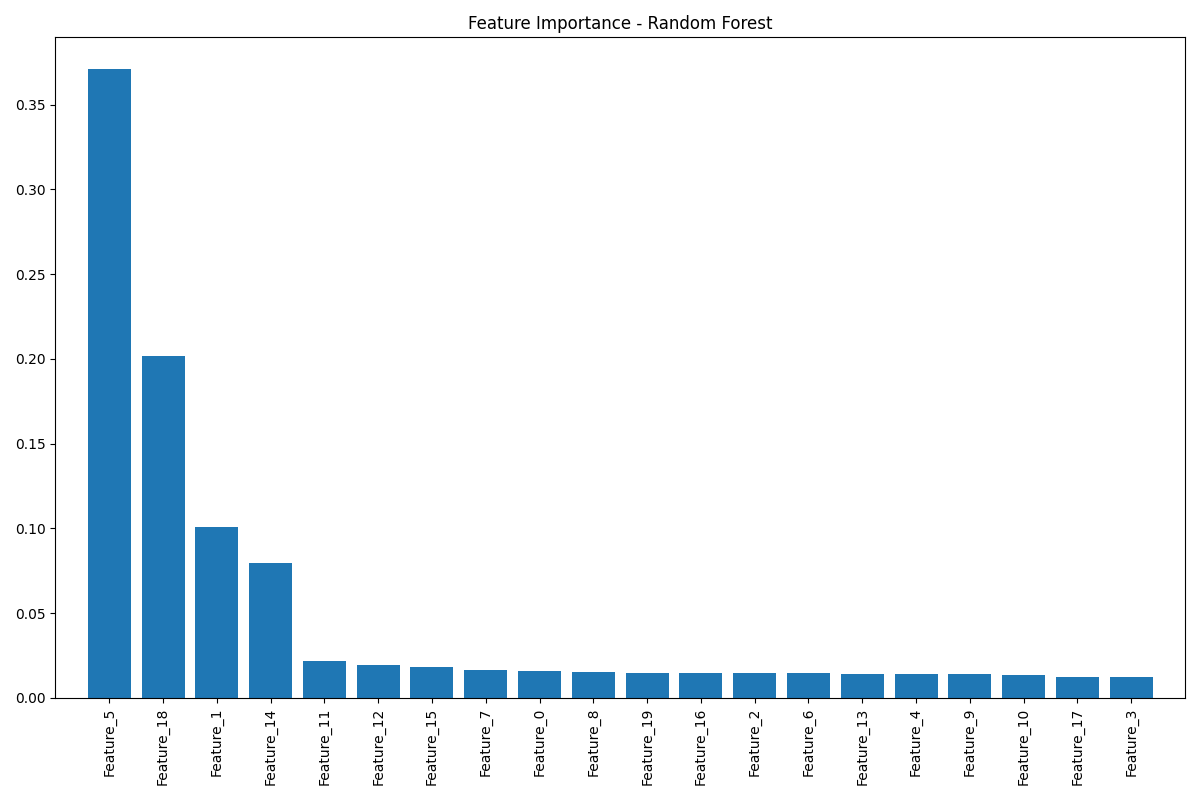 Feature Importance - Random Forest
0.35
0.30
0.25
0.20
0.15
0.10
0.05
0.00
Feature_5
Feature_18
Feature_1
Feature_14
Feature_11
Feature_12
Feature_15
Feature_7
Feature_0
Feature_8
Feature_19
Feature_16
Feature_2
Feature_6
Feature_13
Feature_4
Feature_9
Feature_10
Feature_17
Feature_3